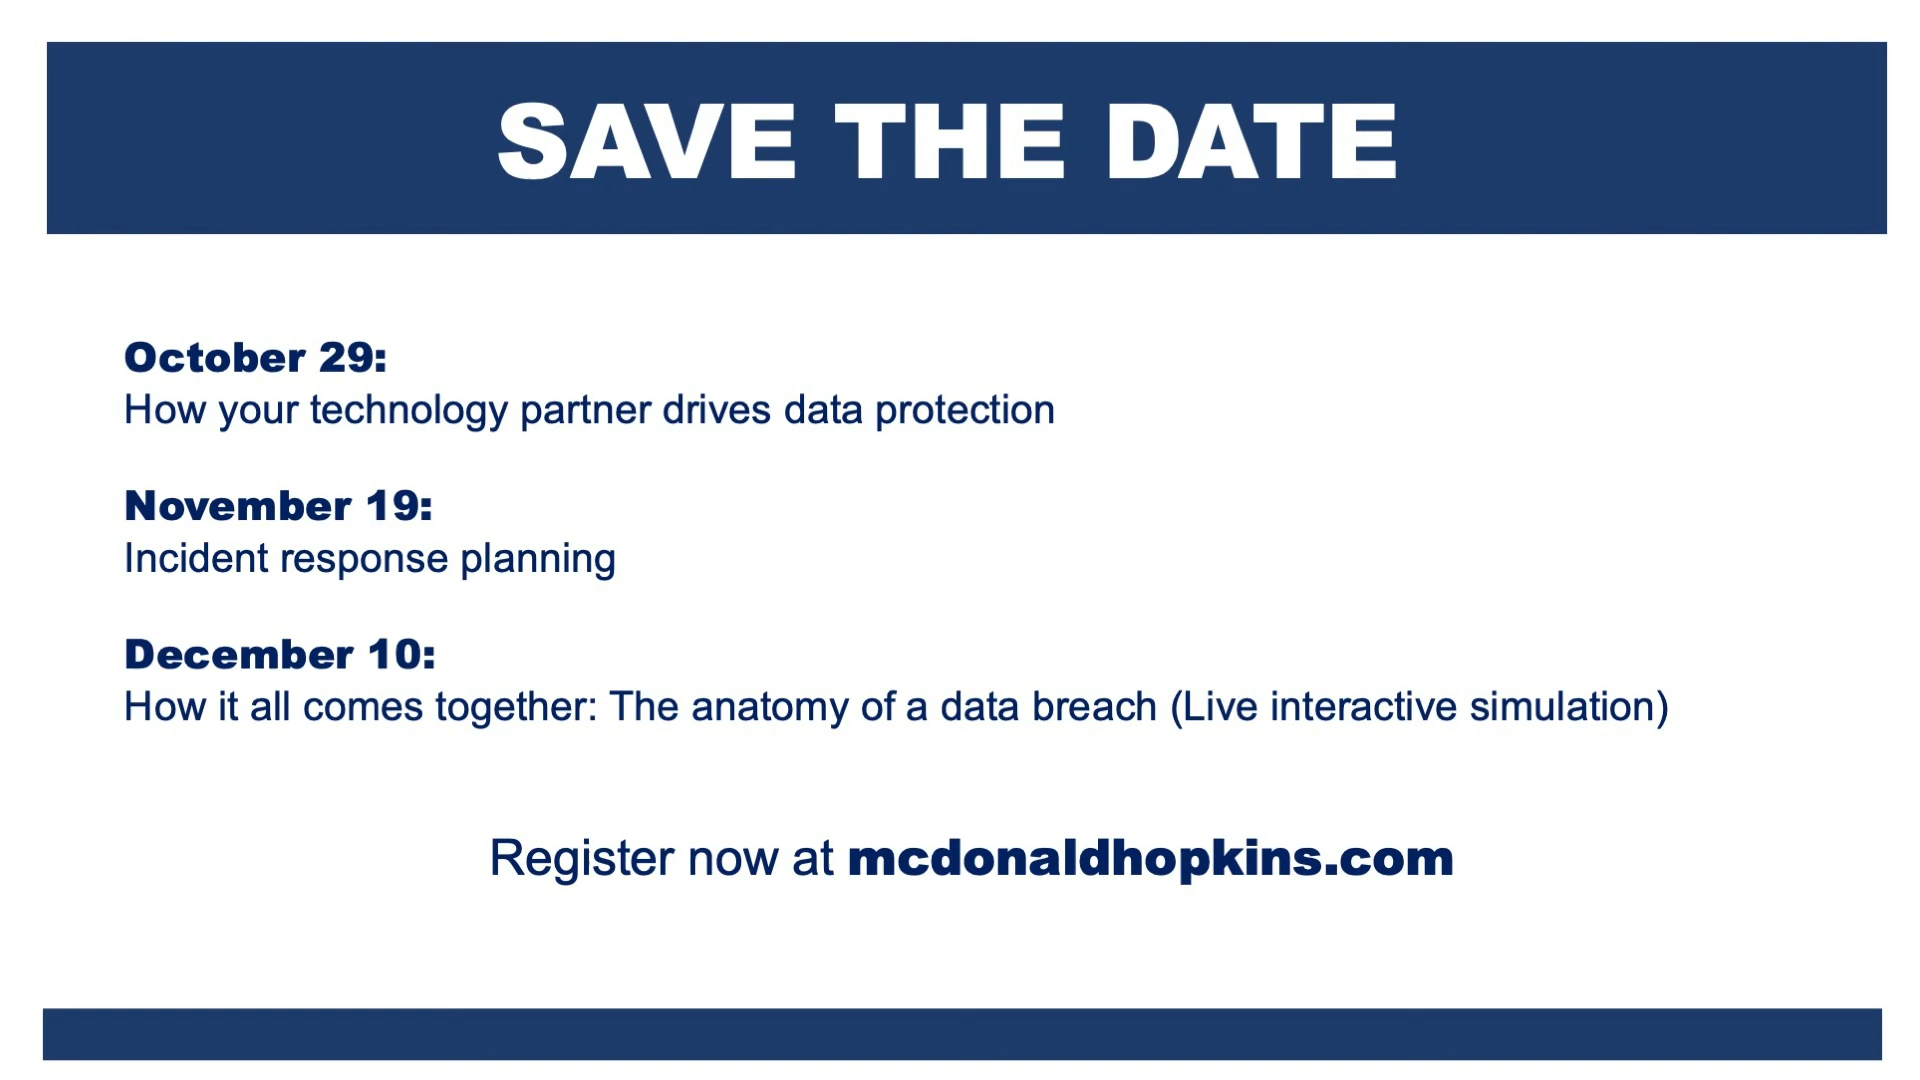 SAVE THE DATE
October 29:
How your technology partner drives data protection
November 19:
Incident response planning
December 10:
How it all comes together: The anatomy of a data breach (Live interactive simulation)
Register now at mcdonaldhopkins.com